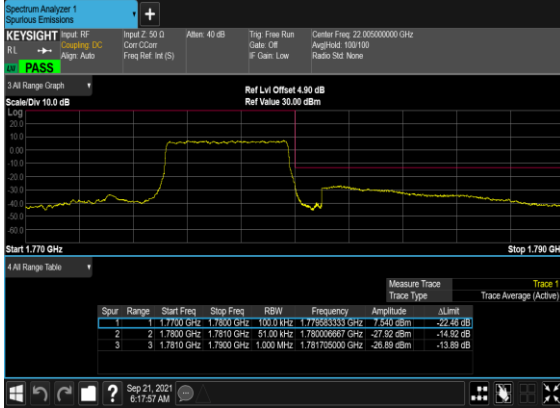 Spectrum Analyzer 1
Spurious Emissions
+
KEYSIGHT Input: RF Input Z: 50 Ω Atten: 40 dB Trig: Free Run Center Freq: 22.005000000 GHz
RL Coupling: DC Corr CCorr Gate: Off Avg|Hold: 100/100
Align: Auto Freq Ref: Int (S) IF Gain: Low Radio Std: None
PASS
3 All Range Graph
Ref Lvl Offset 4.90 dB
Scale/Div 10.0 dB Ref Value 30.00 dBm
Log
20.0
10.0
0.00
-10.0
-20.0
-30.0
-40.0
-50.0
-60.0
Start 1.770 GHz Stop 1.790 GH
4 All Range Table
Measure Trace Trace 1
Trace Type Trace Average (Active)
Spur Range Start Freq Stop Freq RBW Frequency Amplitude ΔLimit
1 1 1.7700 GHz 1.7800 GHz 100.0 kHz 1.779583333 GHz 7.540 dBm -22.46 dB
2 2 1.7800 GHz 1.7810 GHz 51.00 kHz 1.780006667 GHz -27.92 dBm -14.92 dB
3 3 1.7810 GHz 1.7900 GHz 1.000 MHz 1.781705000 GHz -26.89 dBm -13.89 dB
?
Sep 21, 2021
6:17:57 AM